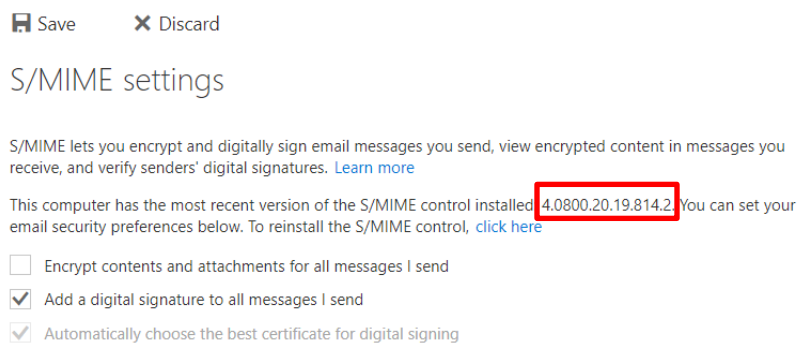 Save Discard
S/MIME settings
S/MIME lets you encrypt and digitally sign email messages you send, view encrypted content in messages you
receive, and verify senders' digital signatures. Learn more
This computer has the most recent version of the S/MIME control installed 4.0800.20.19.814.2. You can set your
email security preferences below. To reinstall the S/MIME control, click here
Encrypt contents and attachments for all messages I send
Add a digital signature to all messages I send
Automatically choose the best certificate for digital signing